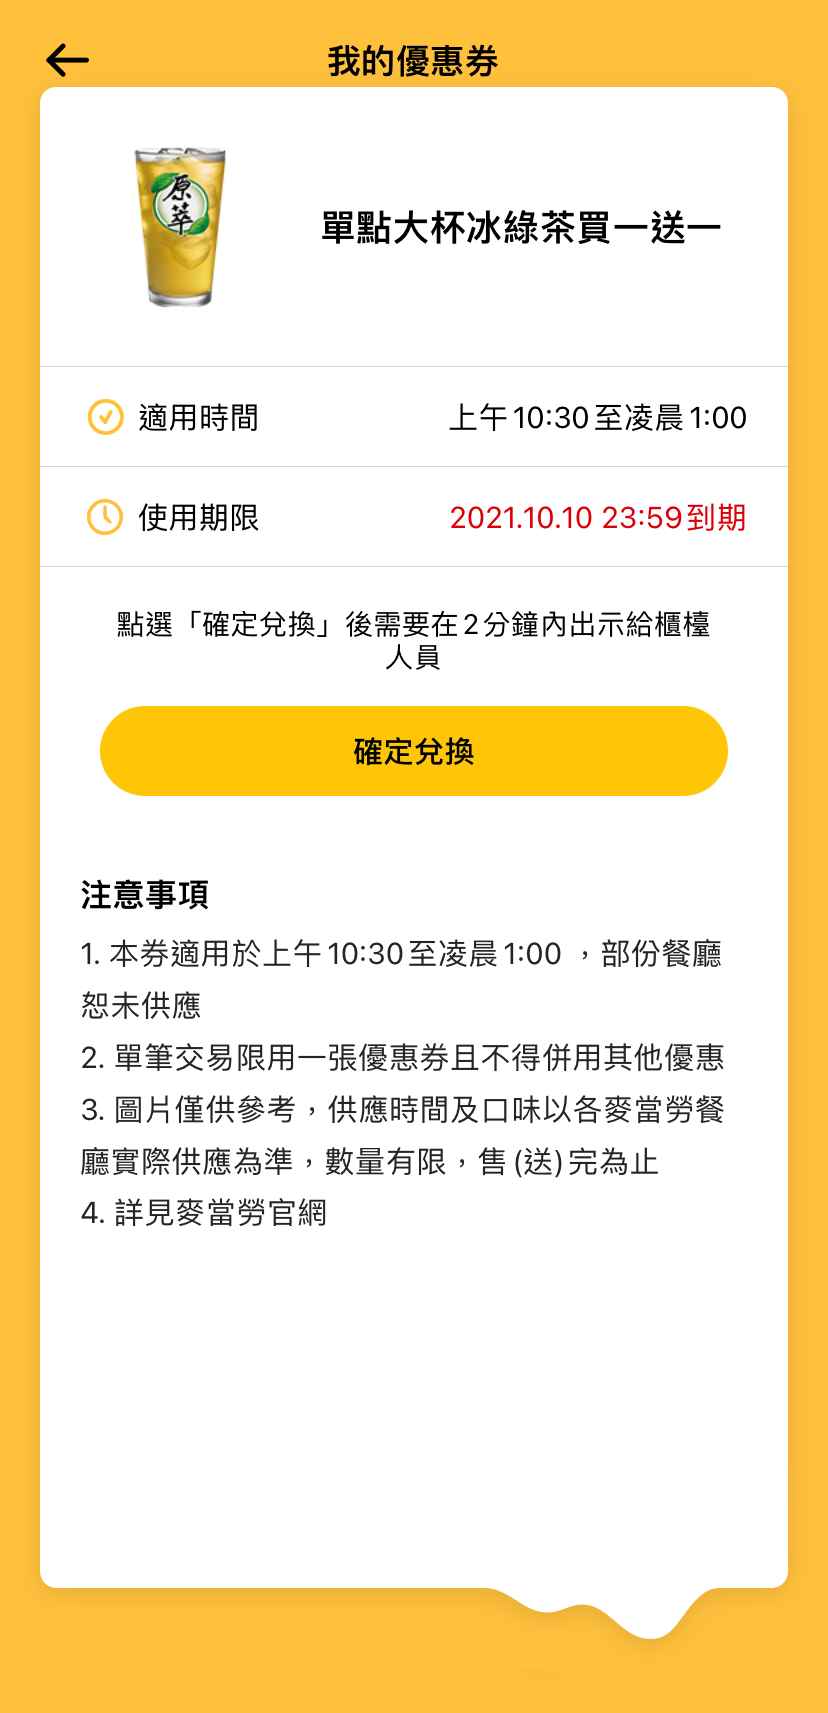 我的優惠券
原
萃
單點大杯冰綠茶買一送一
適用時間
上午10:30至凌晨1:00
使用期限
2021.10.10 23:59到期
點選「確定兌換」後需要在2分鐘內出示給櫃檯
人員
確定兌換
注意事項
1. 本券適用於上午10:30至凌晨1:00 ，部份餐廳
恕未供應
2. 單筆交易限用一張優惠券且不得併用其他優惠
3. 圖片僅供參考，供應時間及口味以各麥當勞餐
廳實際供應為準，數量有限，售(送)完為止
4. 詳見麥當勞官網